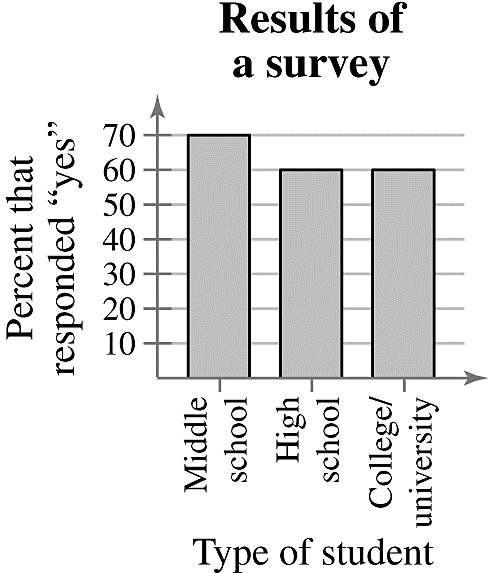 Results of
a survey
Percent that
responded “yes”
70
60
50
40
30
20
10
Middle
school
High
school
College/
university
Type of student